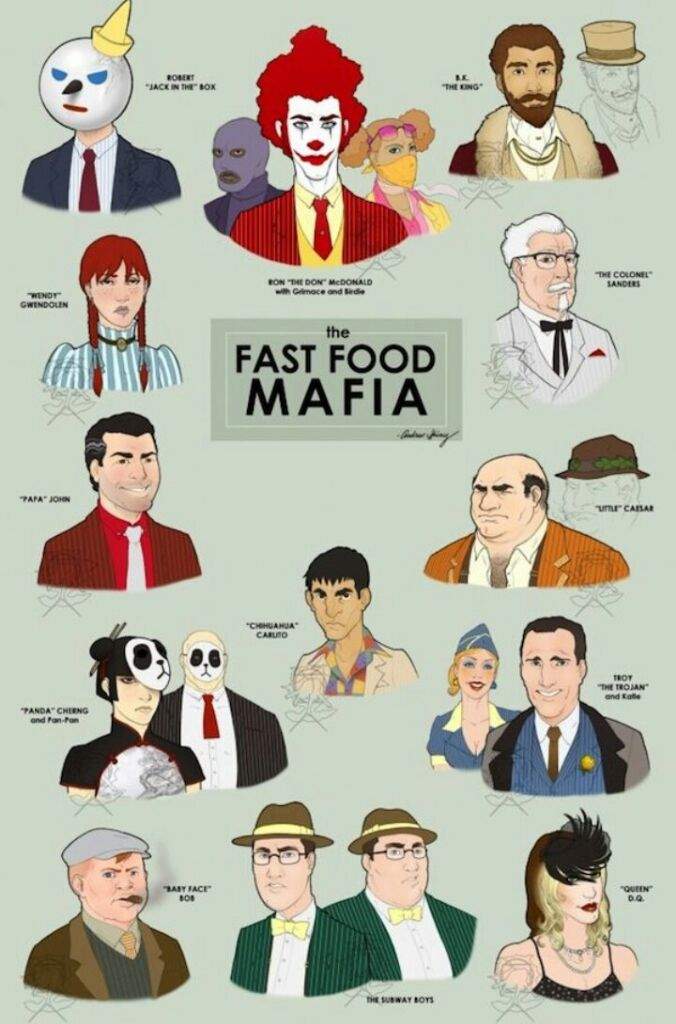 ROBERT
"JACK IN THE" BOX
B.K.
"THE KING"
RON "THE DON" McDONALD
with Grimace and Birdie
"WENDY"
GWENDOLEN
"THE COLONEL"
SANDERS
the
FAST FOOD
MAFIA
"PAPA" JOHN
"LITTLE" CAESAR
"CHIHUAHUA"
CARLITO
"PANDA" CHERNG
and Pan-Pan
TROY
"THE TROJAN"
and Katie
"BABY FACE"
BOB
THE SUBWAY BOYS
"QUEEN"
D.Q.